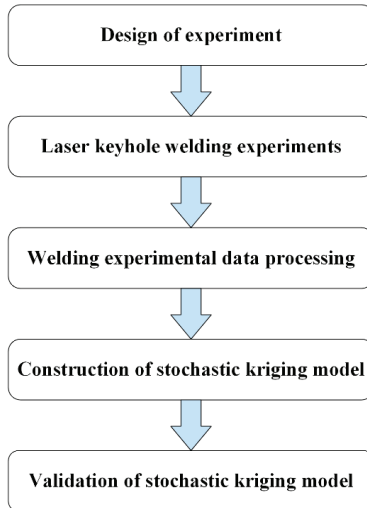 Design of experiment
Laser keyhole welding experiments
Welding experimental data processing
Construction of stochastic kriging model
Validation of stochastic kriging model